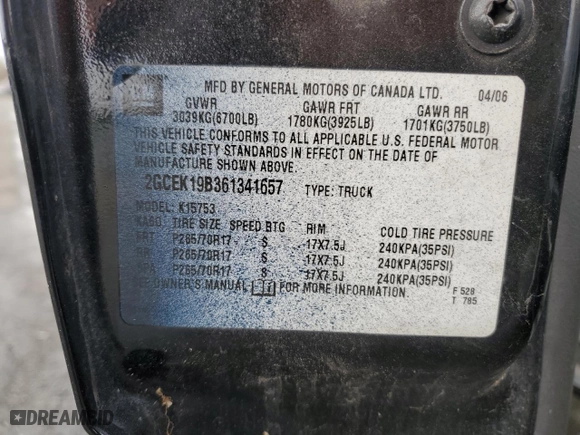 MFD BY GENERAL MOTORS OF CANADA LTD. 04/06
GVWR GAWR FRT GAWR RR
3039KG(6700LB) 1780KG(3925LB) 1701KG(3750LB)
THIS VEHICLE CONFORMS TO ALL APPLICABLE U.S. FEDERAL MOTOR
VEHICLE SAFETY STANDARDS IN EFFECT ON THE DATE OF
MANUFACTURE SHOWN ABOVE.
2GCEK19B361341657 TYPE: TRUCK
MODEL: K15753
TIRE SIZE SPEED RTG RIM COLD TIRE PRESSURE
FRT P265/70R17 S 17X7.5J 240KPA(35PSI)
RR P265/70R17 S 17X7.5J 240KPA(35PSI)
SPA P265/70R17 S 17X7.5J 240KPA(35PSI)
OWNER'S MANUAL FOR MORE INFORMATION.
F 528
T 785
DREAMBID